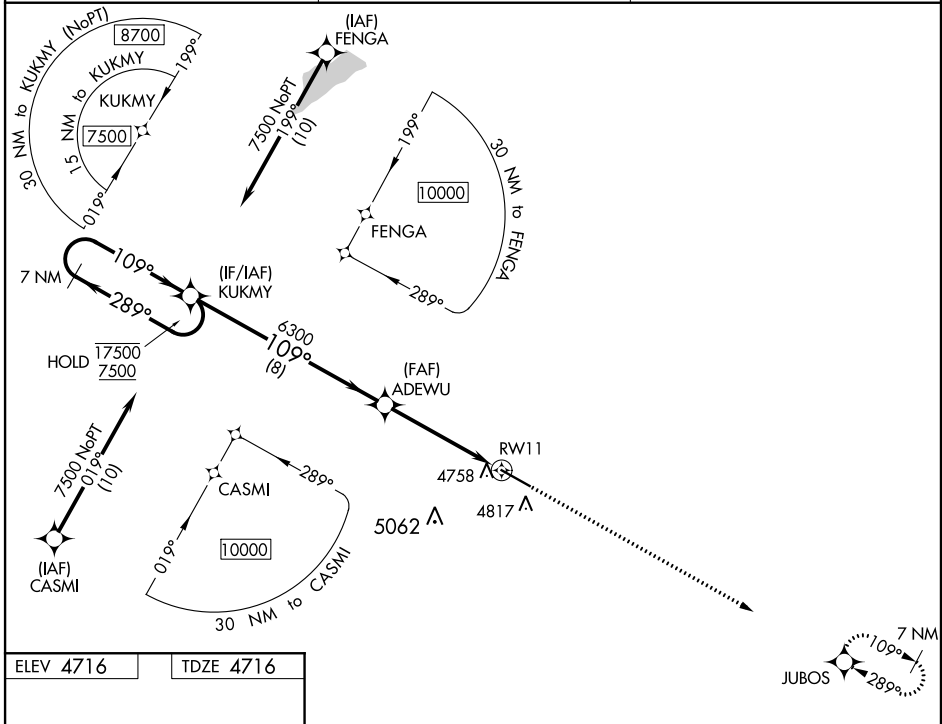 (IAF)
FENGA
7500 NoPT
199°
(10)
30 NM to KUKMY (NoPT)
8700
15 NM to KUKMY
199°
KUKMY
7500
019°
199°
30 NM to FENGA
10000
FENGA
289°
109°
7 NM
289°
(IF/IAF)
KUKMY
HOLD
17500
7500
6300
109°
(8)
(FAF)
ADEWU
RW11
4758
4817
5062
7500 NoPT
019°
(10)
(IAF)
CASMI
289°
CASMI
019°
10000
30 NM to CASMI
7 NM
109°
289°
JUBOS
ELEV 4716
TDZE 4716